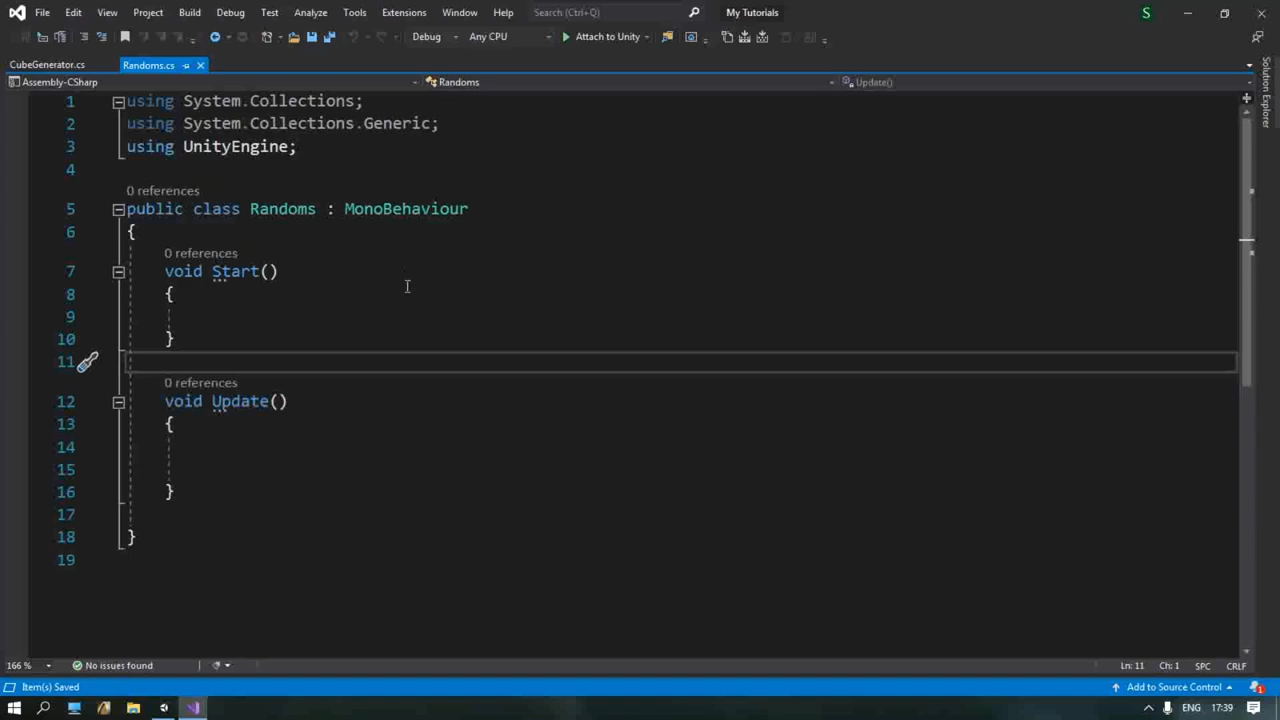 File Edit View Project Build Debug Test Analyze Tools Extensions Window Help Search (Ctrl+Q) My Tutorials S
Debug Any CPU Attach to Unity
CubeGenerator.cs Randoms.cs
Assembly-CSharp Randoms Update()
1 using System.Collections;
2 using System.Collections.Generic;
3 using UnityEngine;
4
0 references
5 public class Randoms : MonoBehaviour
6 {
0 references
7 void Start()
8 {
9
10 }
11
0 references
12 void Update()
13 {
14
15
16 }
17
18 }
19
Solution Explorer
166 % No issues found Ln: 11 Ch: 1 SPC CRLF
Item(s) Saved Add to Source Control 1
ENG 17:39